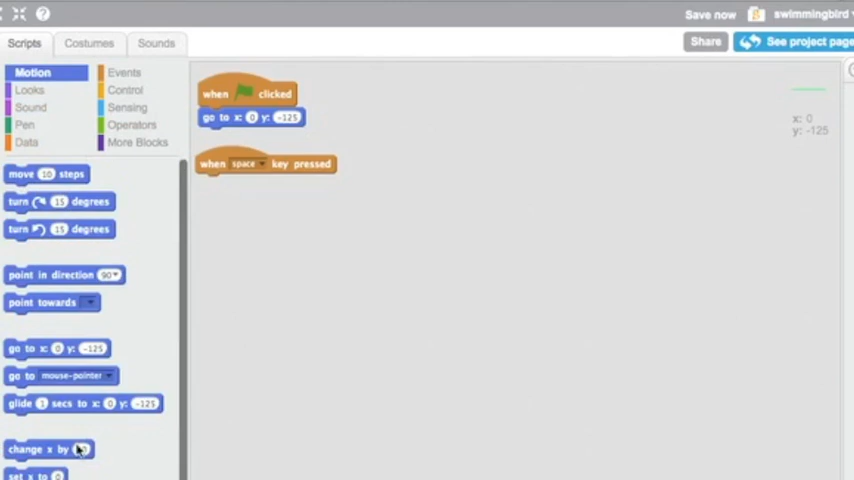 Save now swimmingbird
Scripts Costumes Sounds Share See project page
Motion Events
Looks Control
Sound Sensing
Pen Operators
Data More Blocks
when clicked
go to x: 0 y: -125
when space key pressed
x: 0
y: -125
move 10 steps
turn 15 degrees
turn 15 degrees
point in direction 90
point towards
go to x: 0 y: -125
go to mouse-pointer
glide 1 secs to x: 0 y: -125
change x by
set x to 0